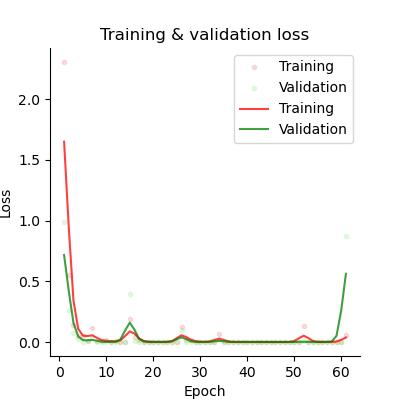 Training & validation loss
Training
Validation
Training
Validation
Loss
2.0
1.5
1.0
0.5
0.0
0 10 20 30 40 50 60
Epoch